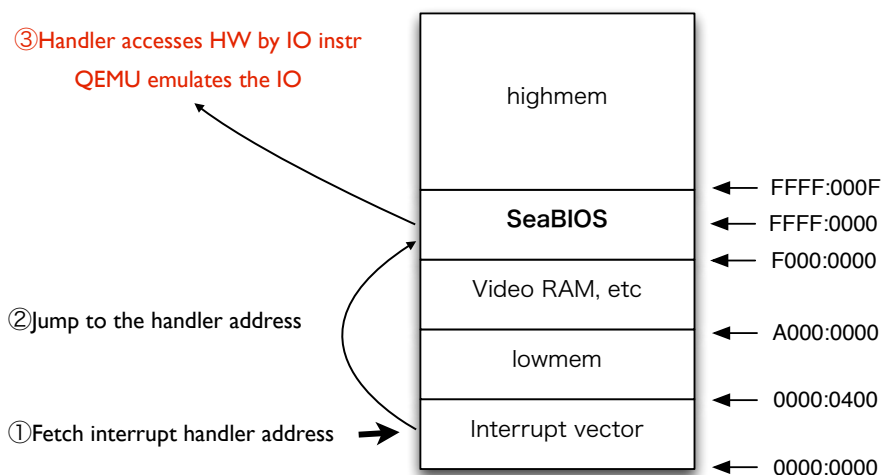 ③Handler accesses HW by IO instr
QEMU emulates the IO
highmem
FFFF:000F
SeaBIOS
FFFF:0000
F000:0000
Video RAM, etc
②Jump to the handler address
A000:0000
lowmem
0000:0400
①Fetch interrupt handler address
Interrupt vector
0000:0000